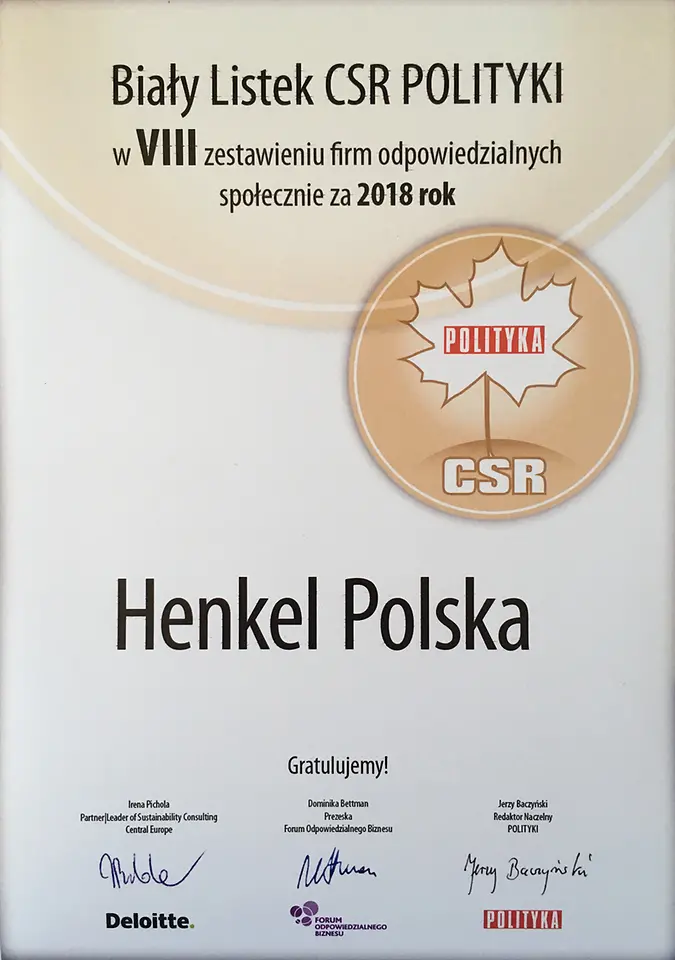 Biały Listek CSR POLITYKI
w VIII zestawieniu firm odpowiedzialnych
społecznie za 2018 rok
POLITYKA
CSR
Henkel Polska
Gratulujemy!
Irena Pichola
Partner|Leader of Sustainability Consulting
Central Europe
Dominika Bettman
Prezeska
Forum Odpowiedzialnego Biznesu
Jerzy Baczyński
Redaktor Naczelny
POLITYKI
Jerzy Baczyński
Deloitte.
FORUM
ODPOWIEDZIALNEGO
BIZNESU
POLITYKA